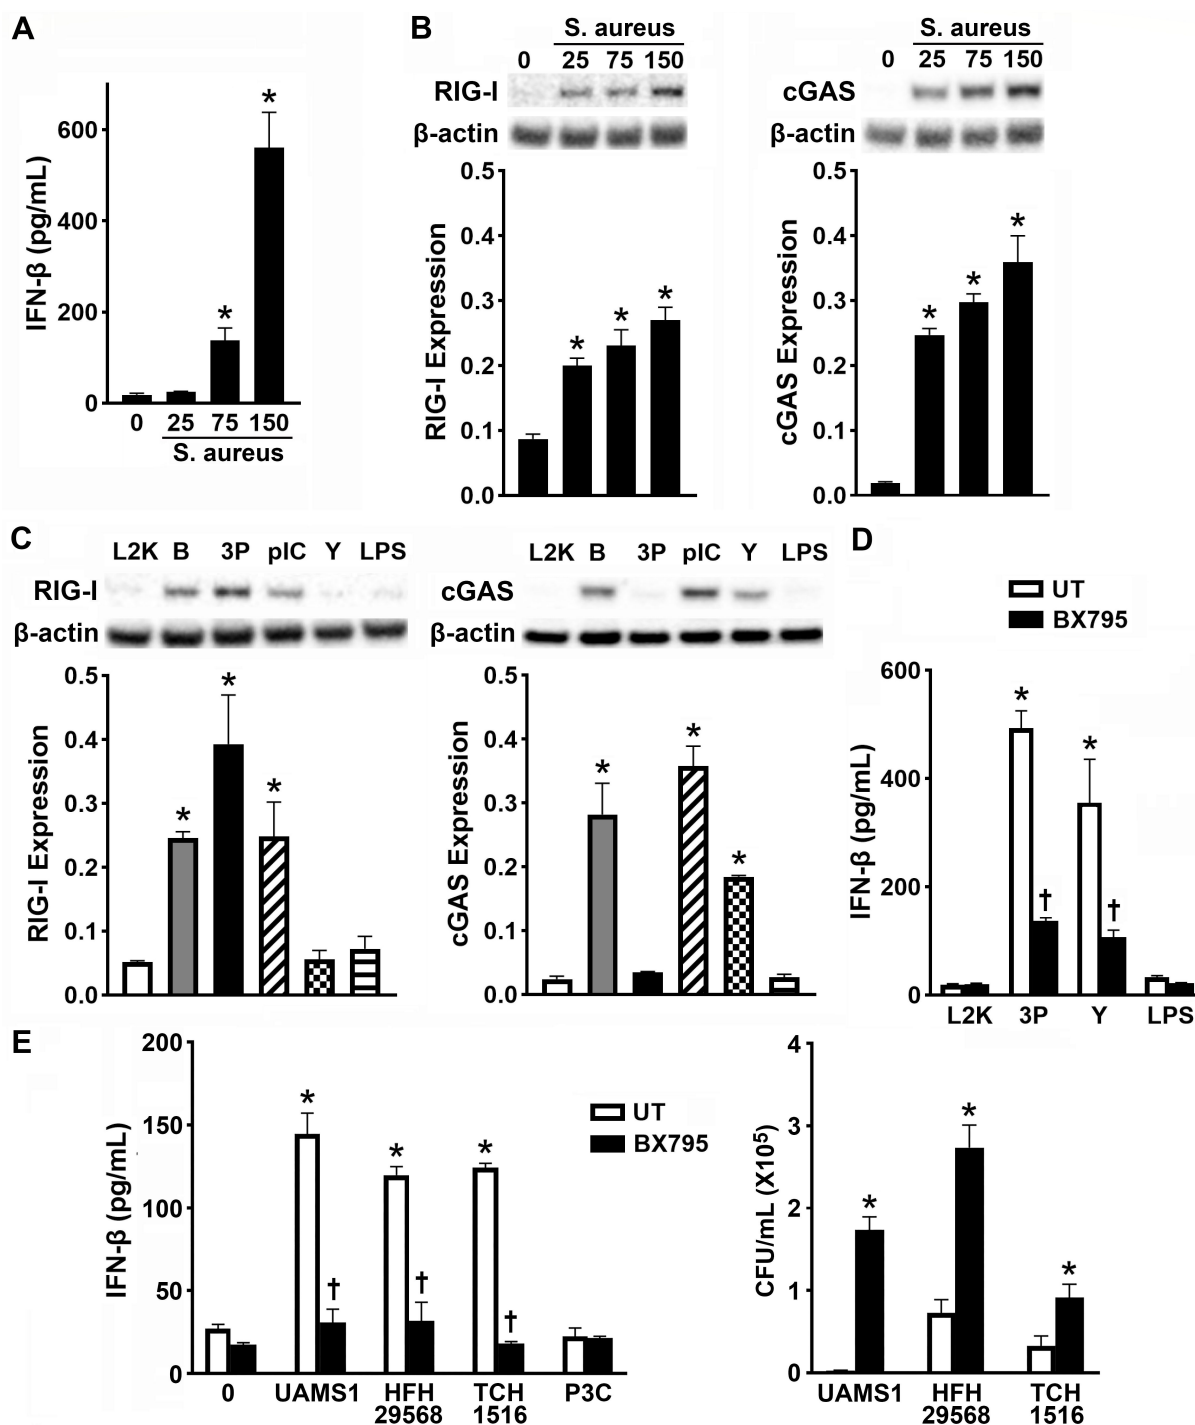 A
IFN-β (pg/mL)
600
*
400
*
200
0
0 25 75 150
S. aureus
B
S. aureus
0 25 75 150
RIG-I
β-actin
RIG-I Expression
0.5
0.4
0.3
0.2
0.1
0.0
* * *
S. aureus
0 25 75 150
cGAS
β-actin
cGAS Expression
0.5
0.4
0.3
0.2
0.1
0.0
* * *
C
L2K B 3P pIC Y LPS
RIG-I
β-actin
RIG-I Expression
0.5
0.4
0.3
0.2
0.1
0.0
* * *
L2K B 3P pIC Y LPS
cGAS
β-actin
cGAS Expression
0.5
0.4
0.3
0.2
0.1
0.0
* * *
D
UT
BX795
IFN-β (pg/mL)
600
400
200
0
* † * †
L2K 3P Y LPS
E
IFN-β (pg/mL)
200
150
100
50
0
* † * † * †
UT
BX795
0 UAMS1 HFH TCH P3C
29568 1516
CFU/mL (X10⁵)
4
3
2
1
0
* * *
UAMS1 HFH TCH
29568 1516